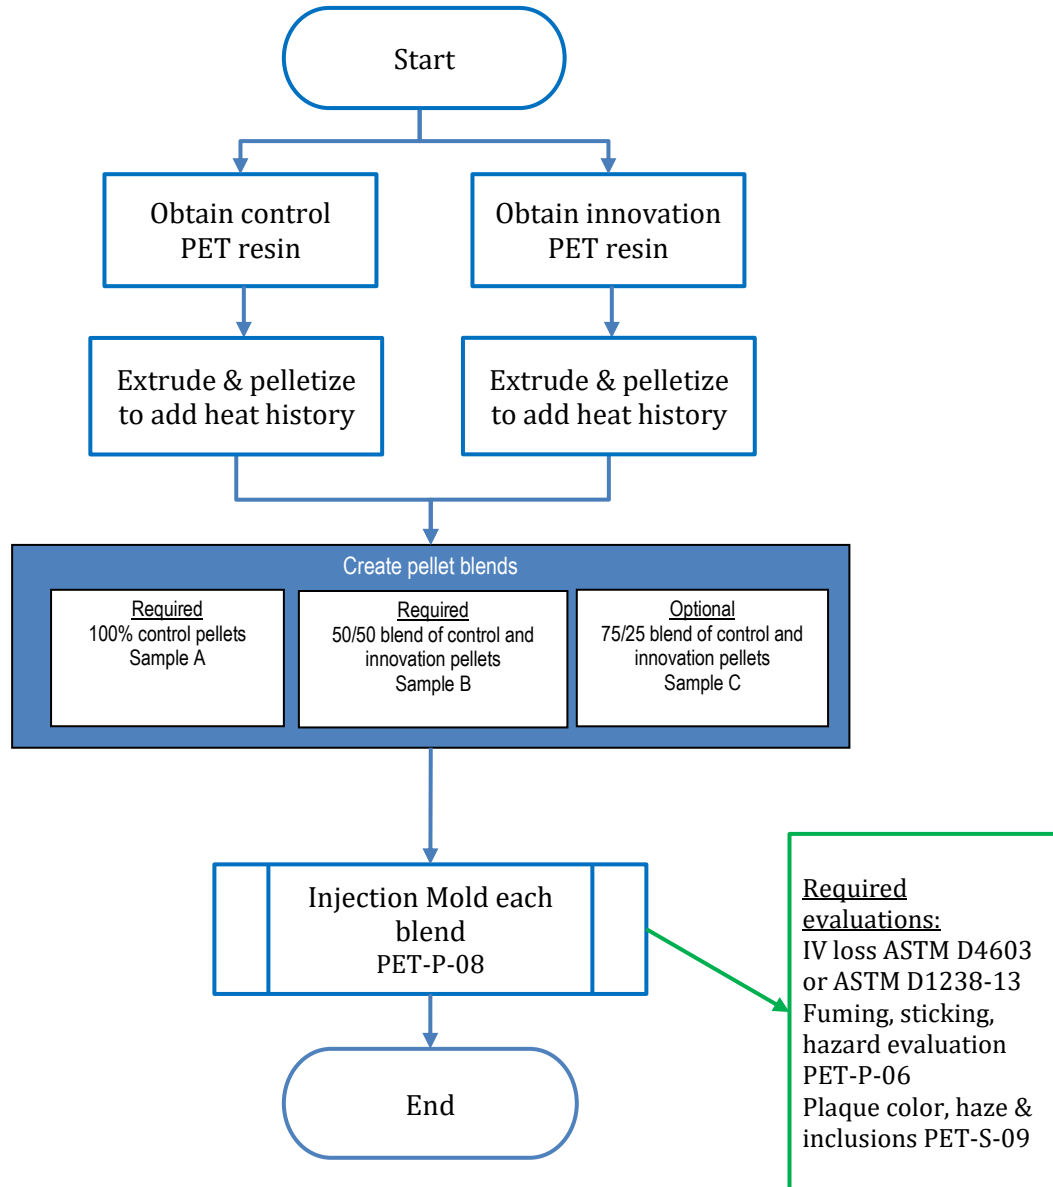 Start
Obtain control
PET resin
Obtain innovation
PET resin
Extrude & pelletize
to add heat history
Extrude & pelletize
to add heat history
Create pellet blends
Required
100% control pellets
Sample A
Required
50/50 blend of control and
innovation pellets
Sample B
Optional
75/25 blend of control and
innovation pellets
Sample C
Injection Mold each
blend
PET-P-08
Required
evaluations:
IV loss ASTM D4603
or ASTM D1238-13
Fuming, sticking,
hazard evaluation
PET-P-06
Plaque color, haze &
inclusions PET-S-09
End